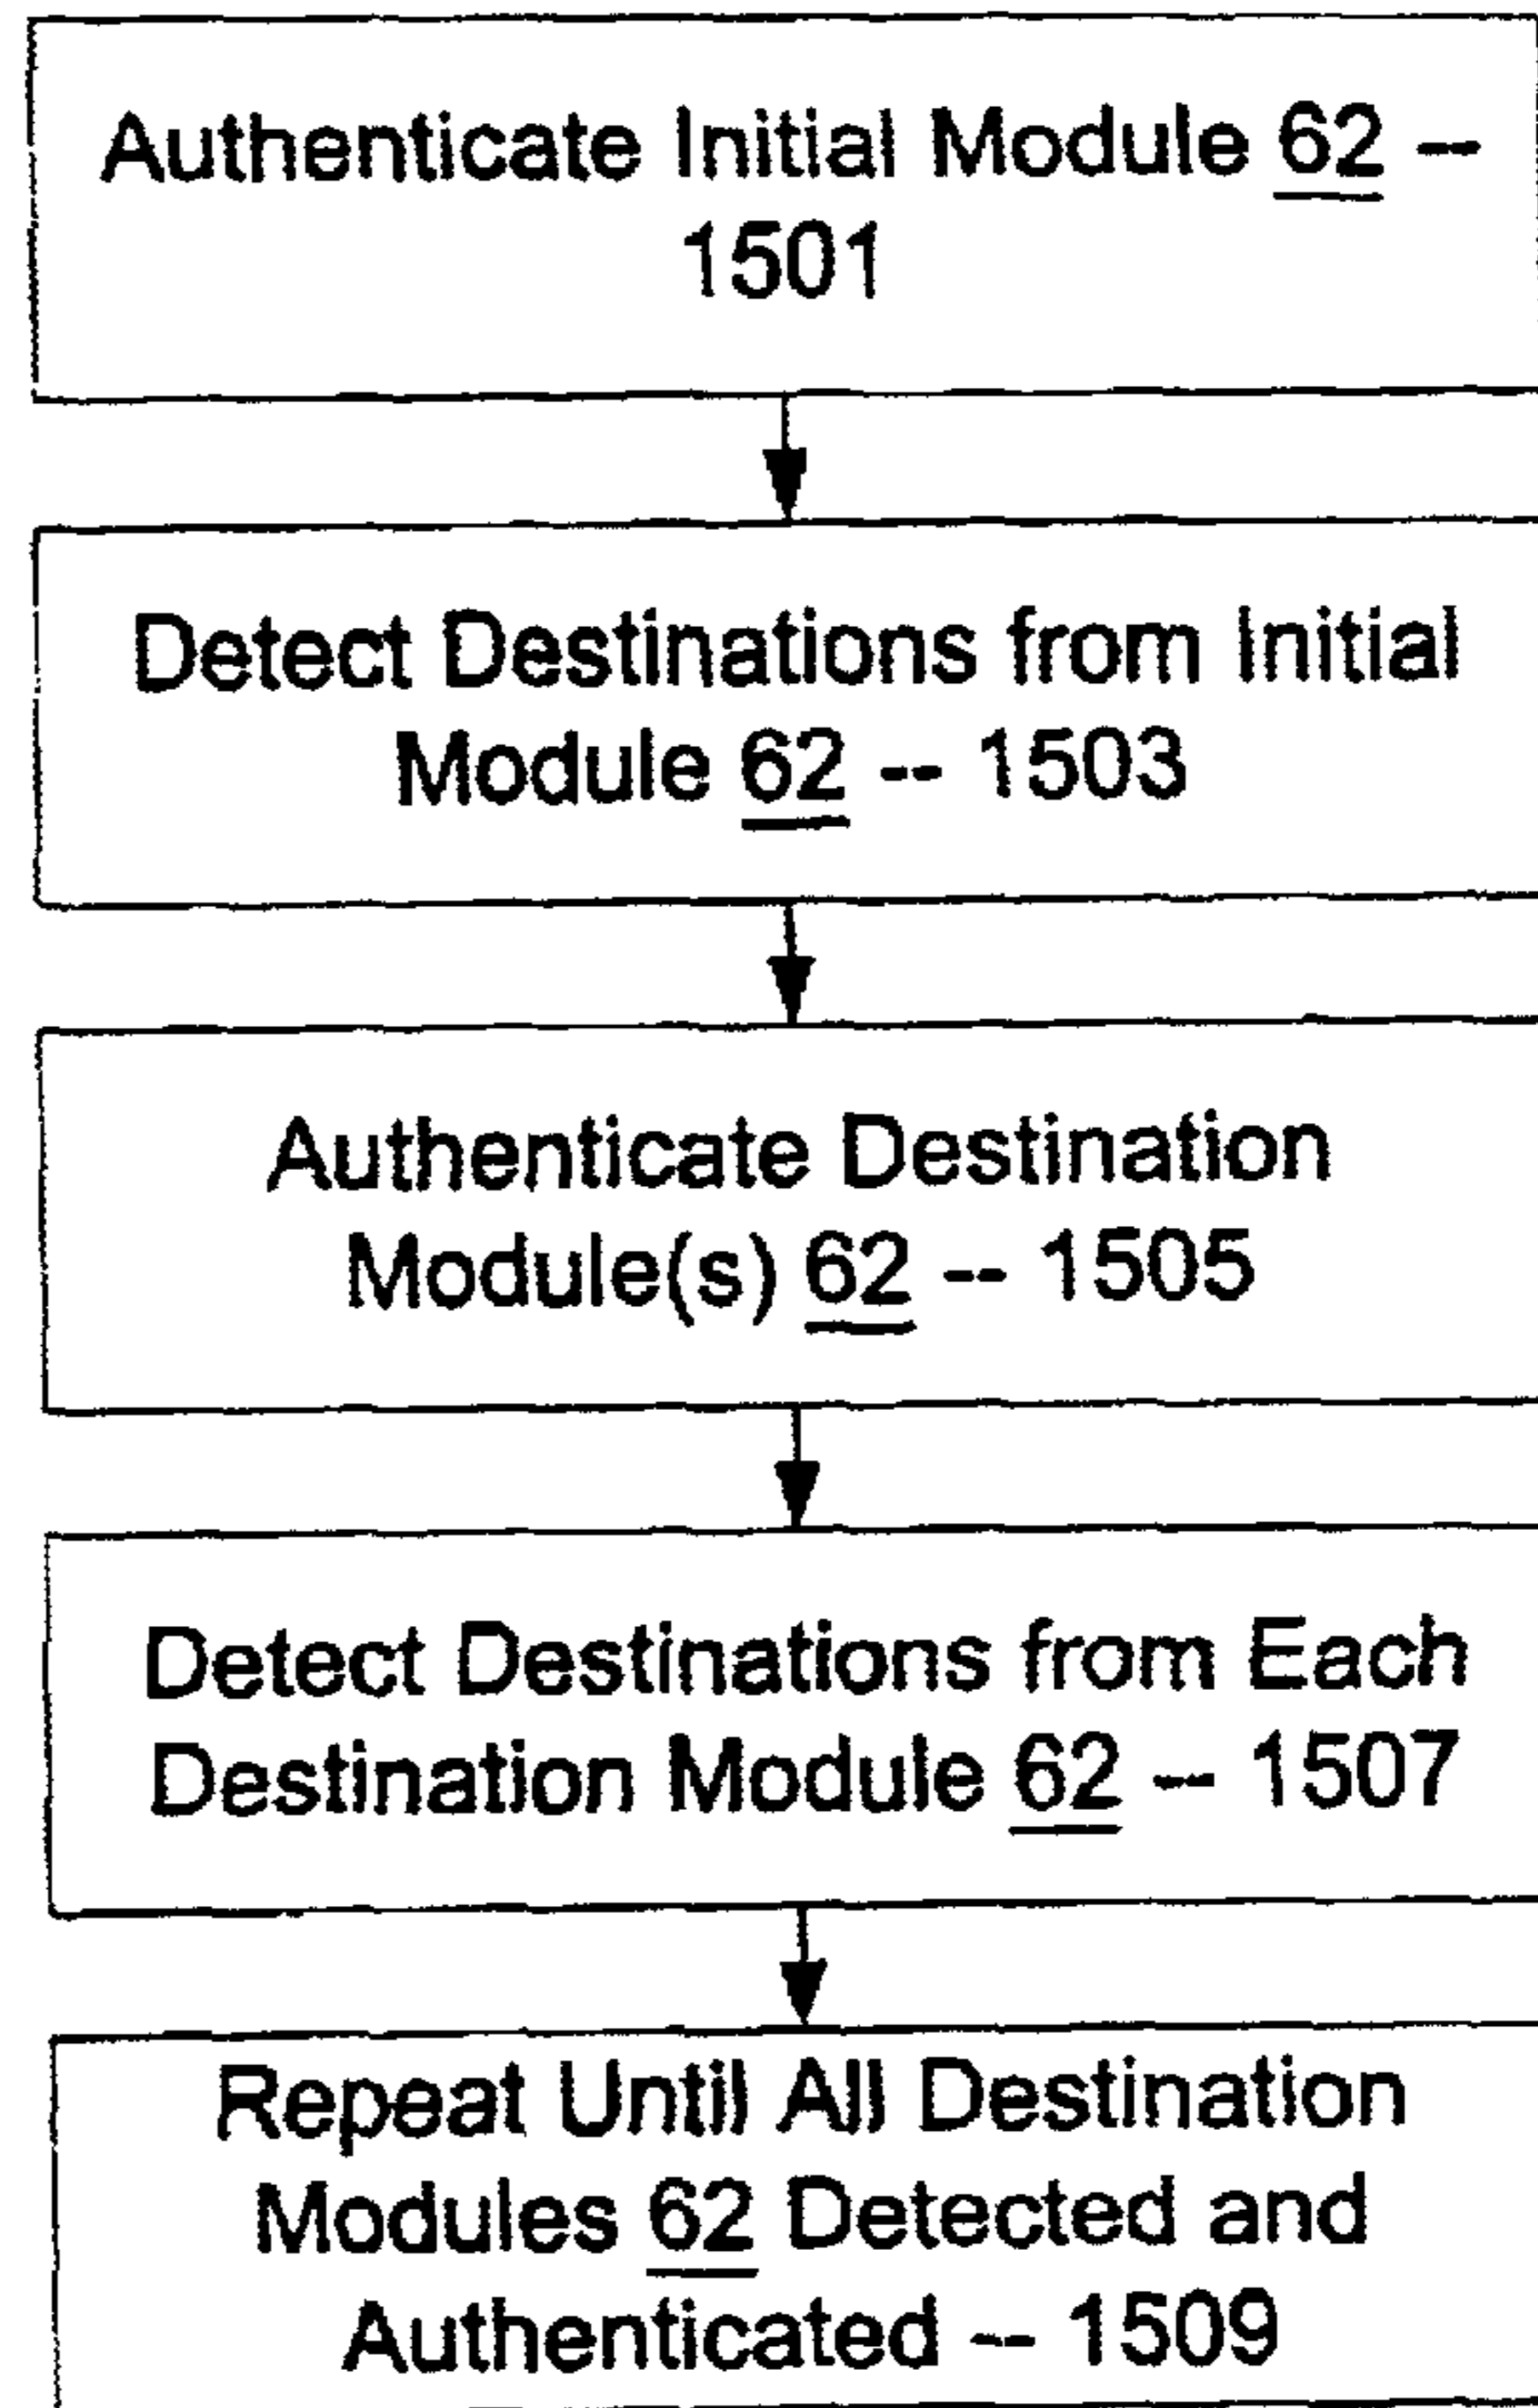 Authenticate Initial Module 62 --
1501
Detect Destinations from Initial
Module 62 -- 1503
Authenticate Destination
Module(s) 62 -- 1505
Detect Destinations from Each
Destination Module 62 -- 1507
Repeat Until All Destination
Modules 62 Detected and
Authenticated -- 1509